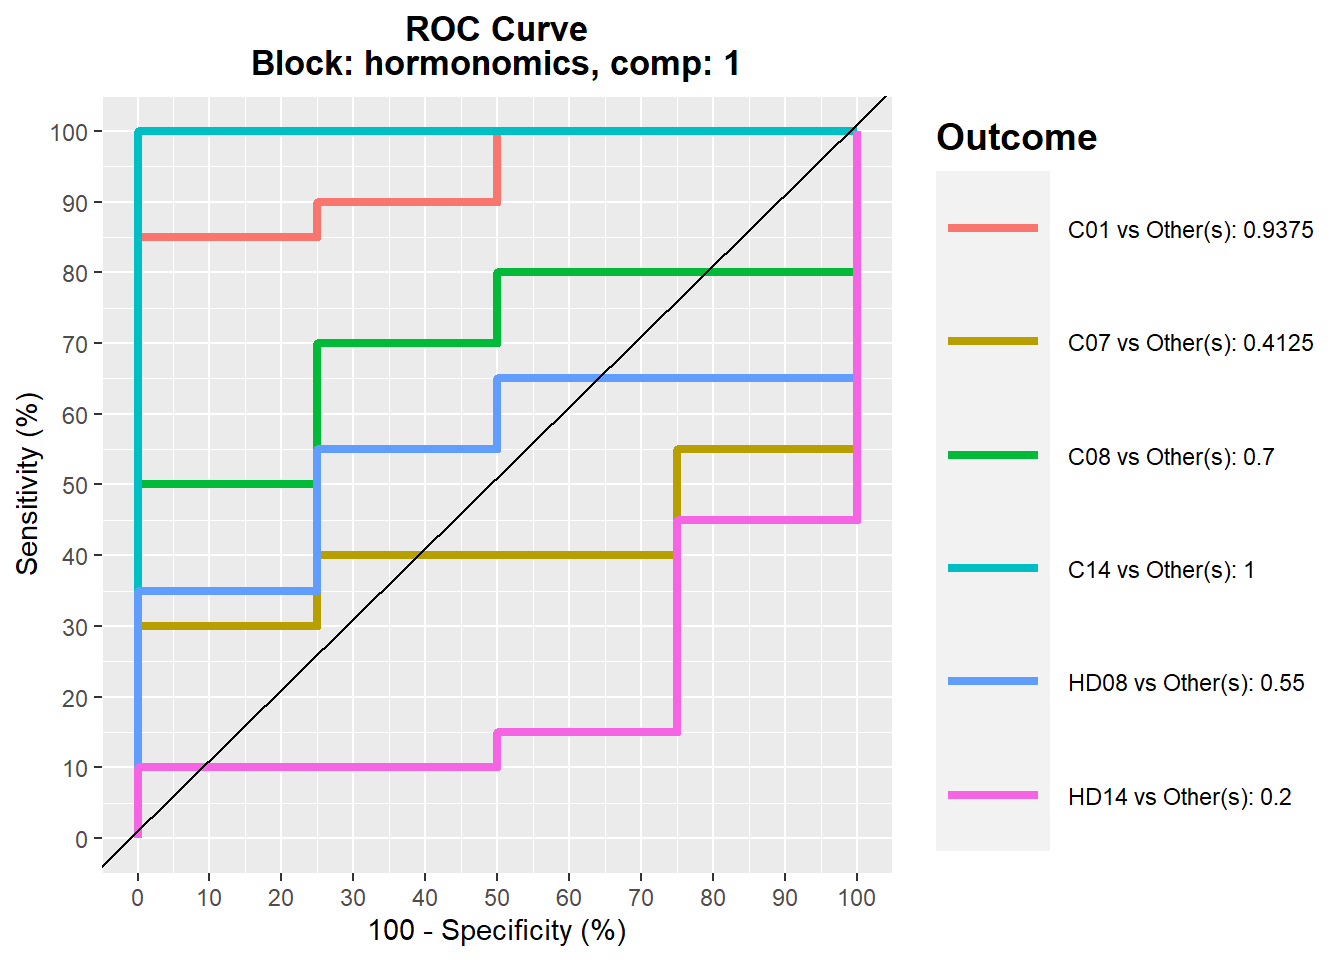 ROC Curve
Block: hormonomics, comp: 1
Sensitivity (%)
100
90
80
70
60
50
40
30
20
10
0
0 10 20 30 40 50 60 70 80 90 100
100 - Specificity (%)
Outcome
C01 vs Other(s): 0.9375
C07 vs Other(s): 0.4125
C08 vs Other(s): 0.7
C14 vs Other(s): 1
HD08 vs Other(s): 0.55
HD14 vs Other(s): 0.2